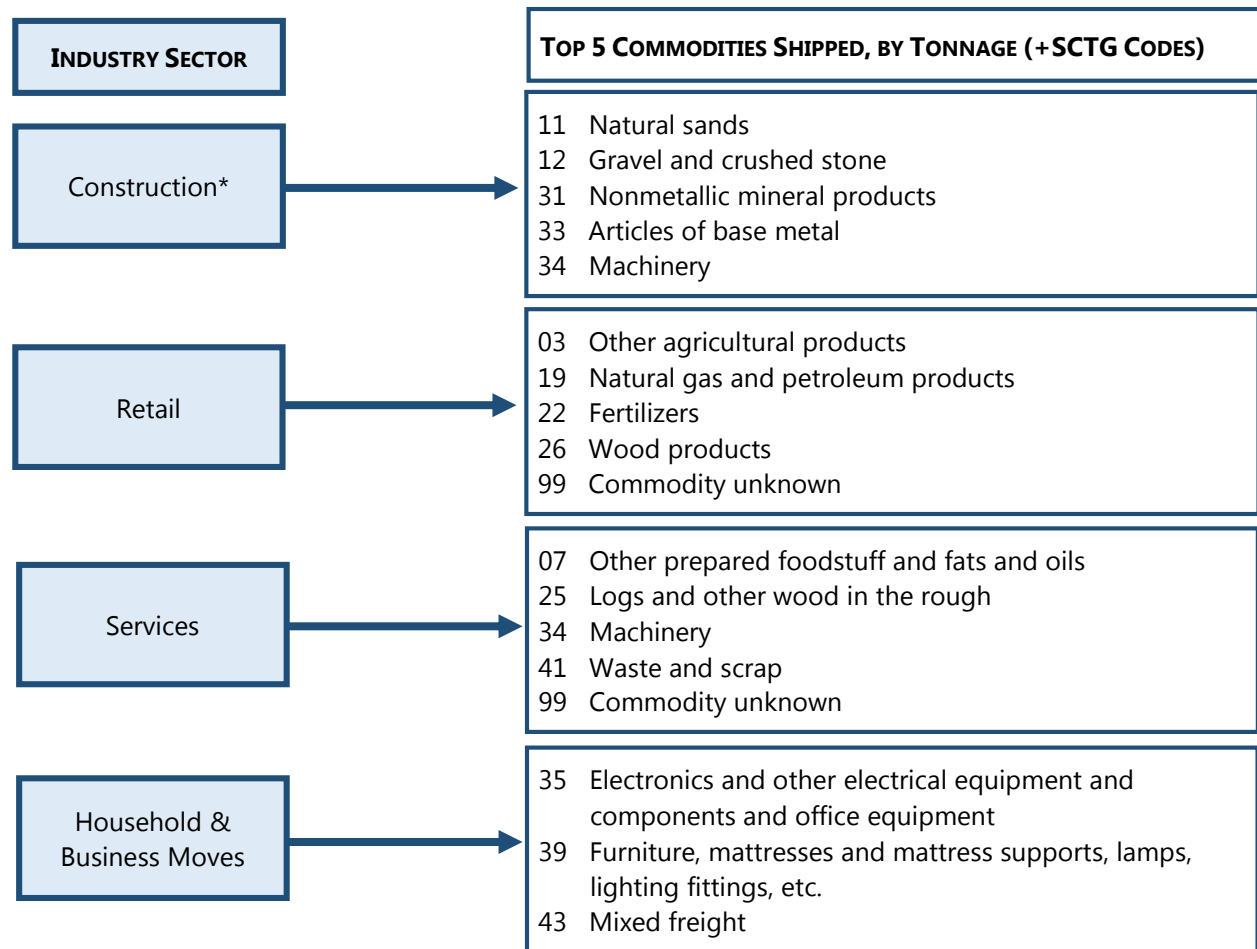 INDUSTRY SECTOR
TOP 5 COMMODITIES SHIPPED, BY TONNAGE (+SCTG CODES)
Construction*
11 Natural sands
12 Gravel and crushed stone
31 Nonmetallic mineral products
33 Articles of base metal
34 Machinery
Retail
03 Other agricultural products
19 Natural gas and petroleum products
22 Fertilizers
26 Wood products
99 Commodity unknown
Services
07 Other prepared foodstuff and fats and oils
25 Logs and other wood in the rough
34 Machinery
41 Waste and scrap
99 Commodity unknown
Household &
Business Moves
35 Electronics and other electrical equipment and
components and office equipment
39 Furniture, mattresses and mattress supports, lamps,
lighting fittings, etc.
43 Mixed freight